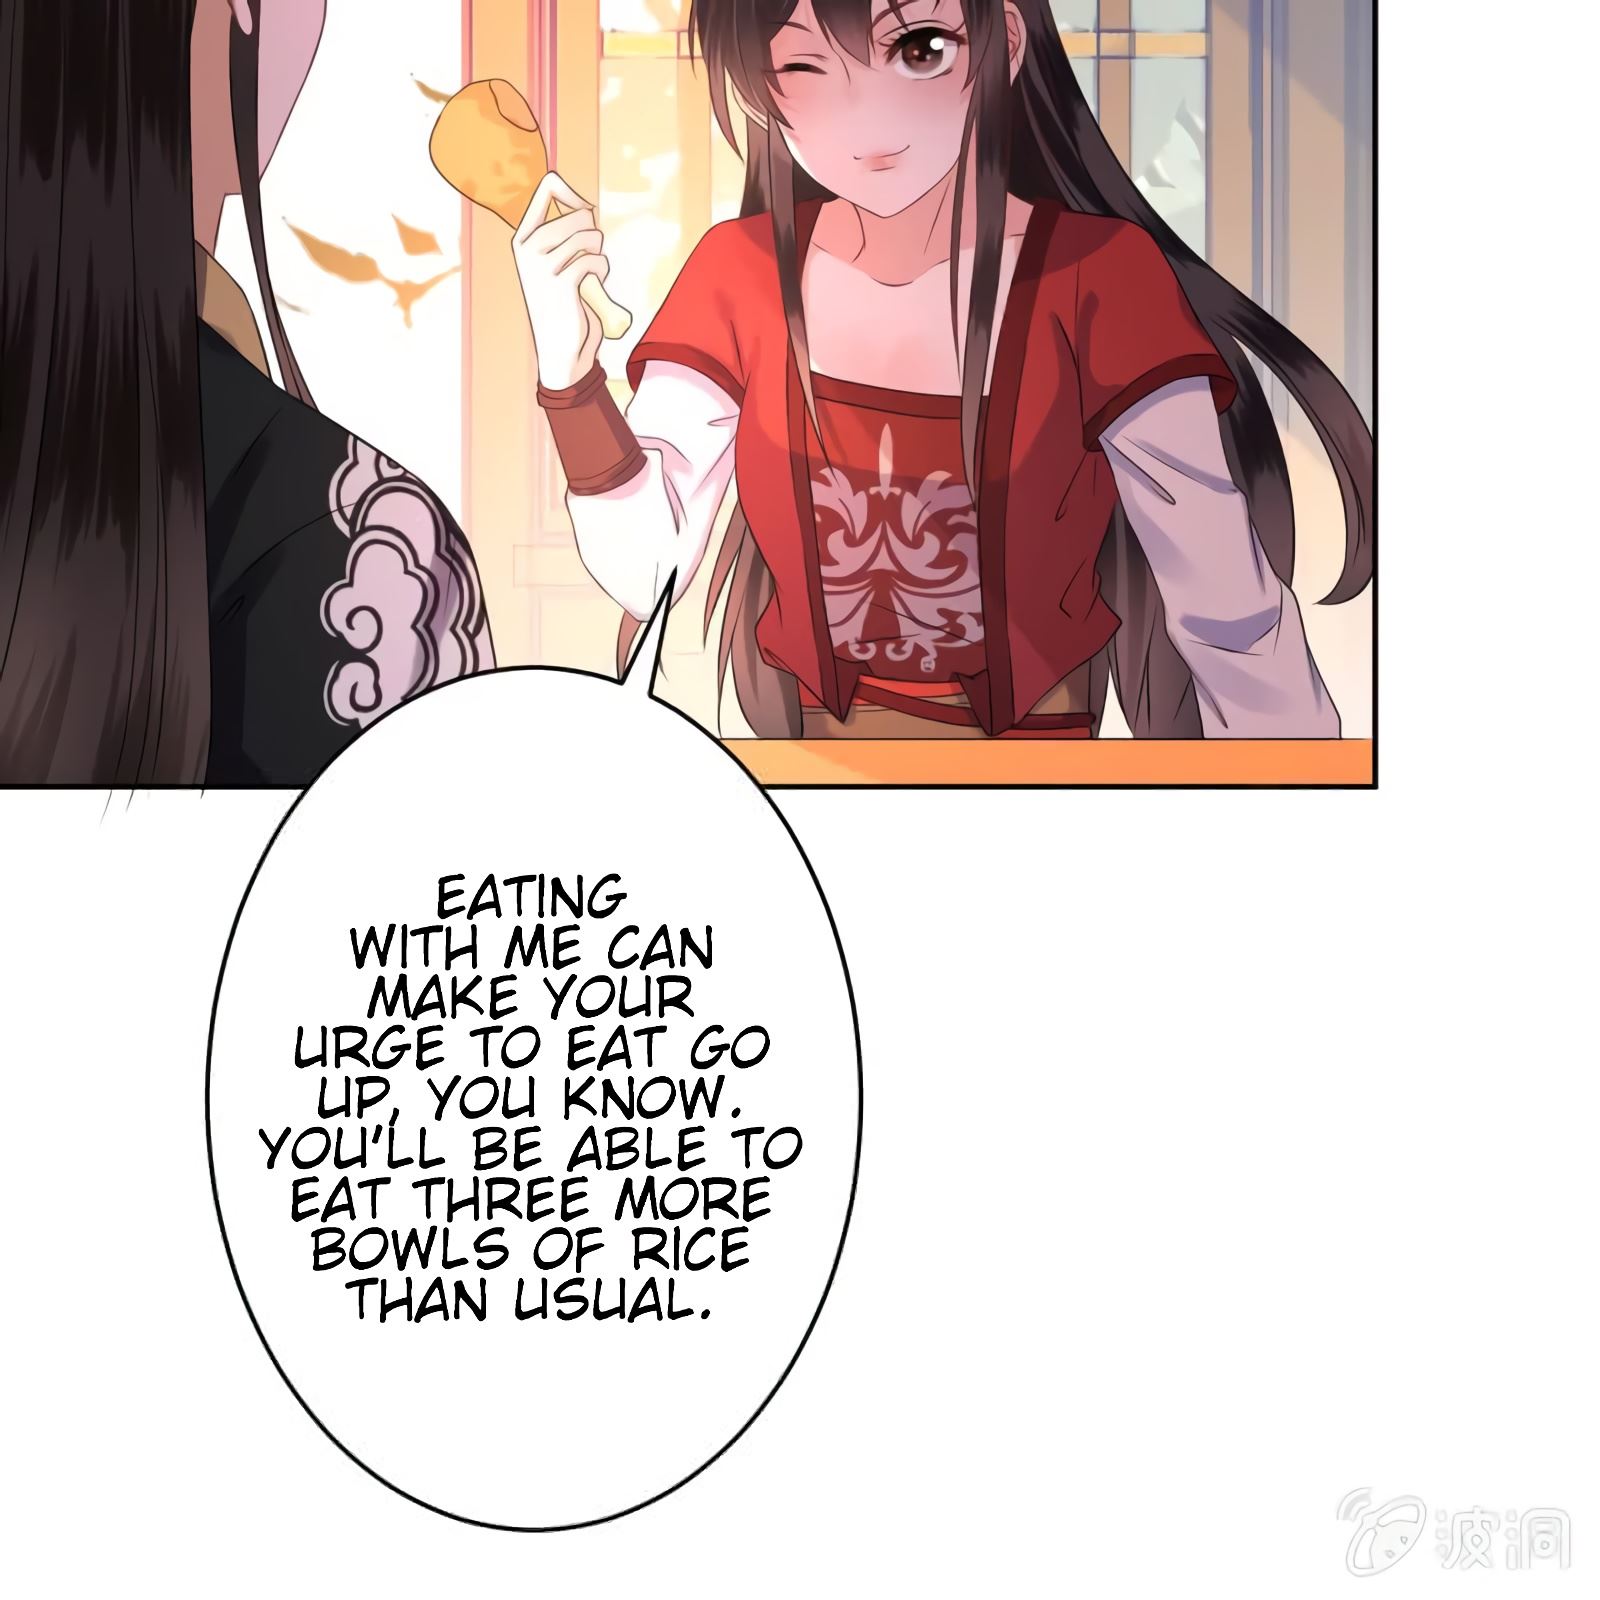 EATING
WITH ME CAN
MAKE YOUR
URGE TO EAT GO
UP, YOU KNOW.
YOU'LL BE ABLE TO
EAT THREE MORE
BOWLS OF RICE
THAN USUAL.
波洞